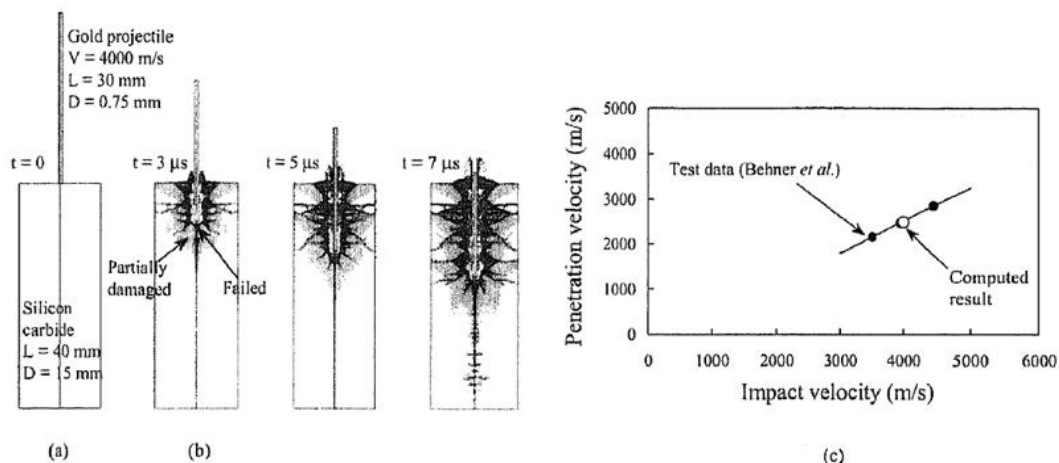 Gold projectile
V = 4000 m/s
L = 30 mm
D = 0.75 mm
t = 0
t = 3 μs
t = 5 μs
t = 7 μs
Partially
damaged
Failed
Silicon
carbide
L = 40 mm
D = 15 mm
(a)
(b)
Penetration velocity (m/s)
5000
4000
3000
2000
1000
0
Test data (Behner et al.)
Computed
result
0
1000
2000
3000
4000
5000
6000
Impact velocity (m/s)
(c)